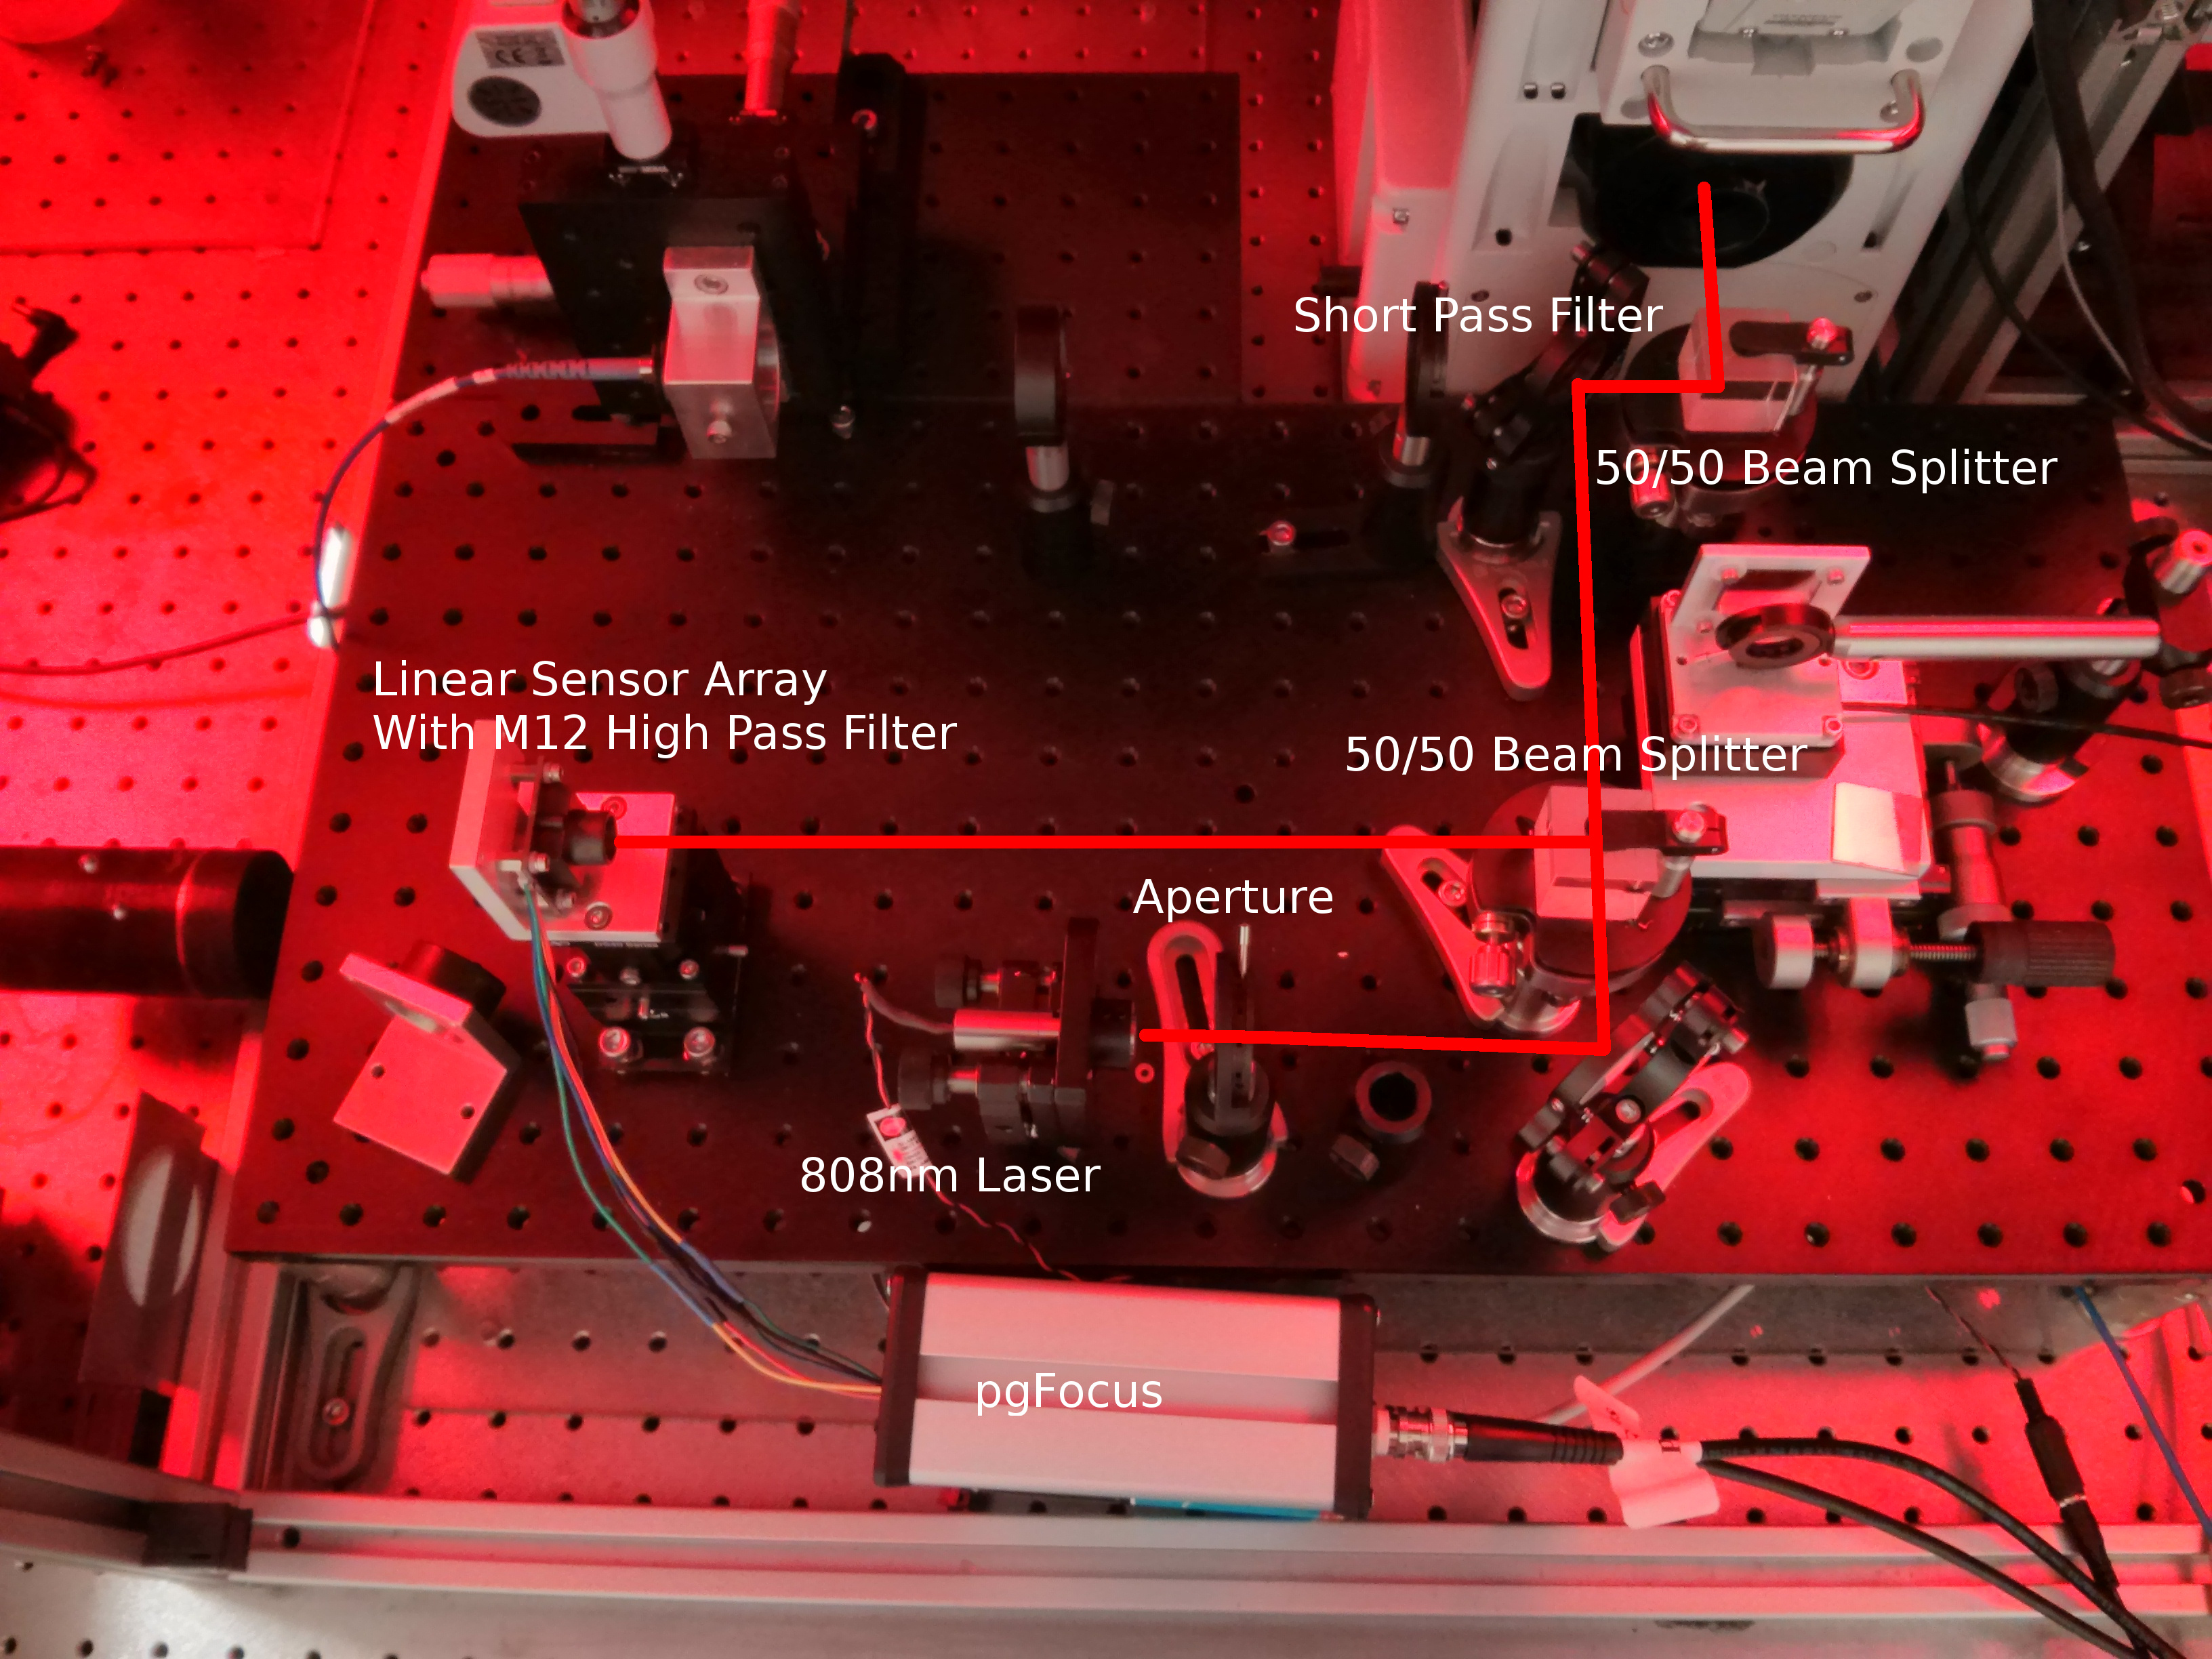 Short Pass Filter
50/50 Beam Splitter
Linear Sensor Array
With M12 High Pass Filter
50/50 Beam Splitter
Aperture
808nm Laser
pgFocus